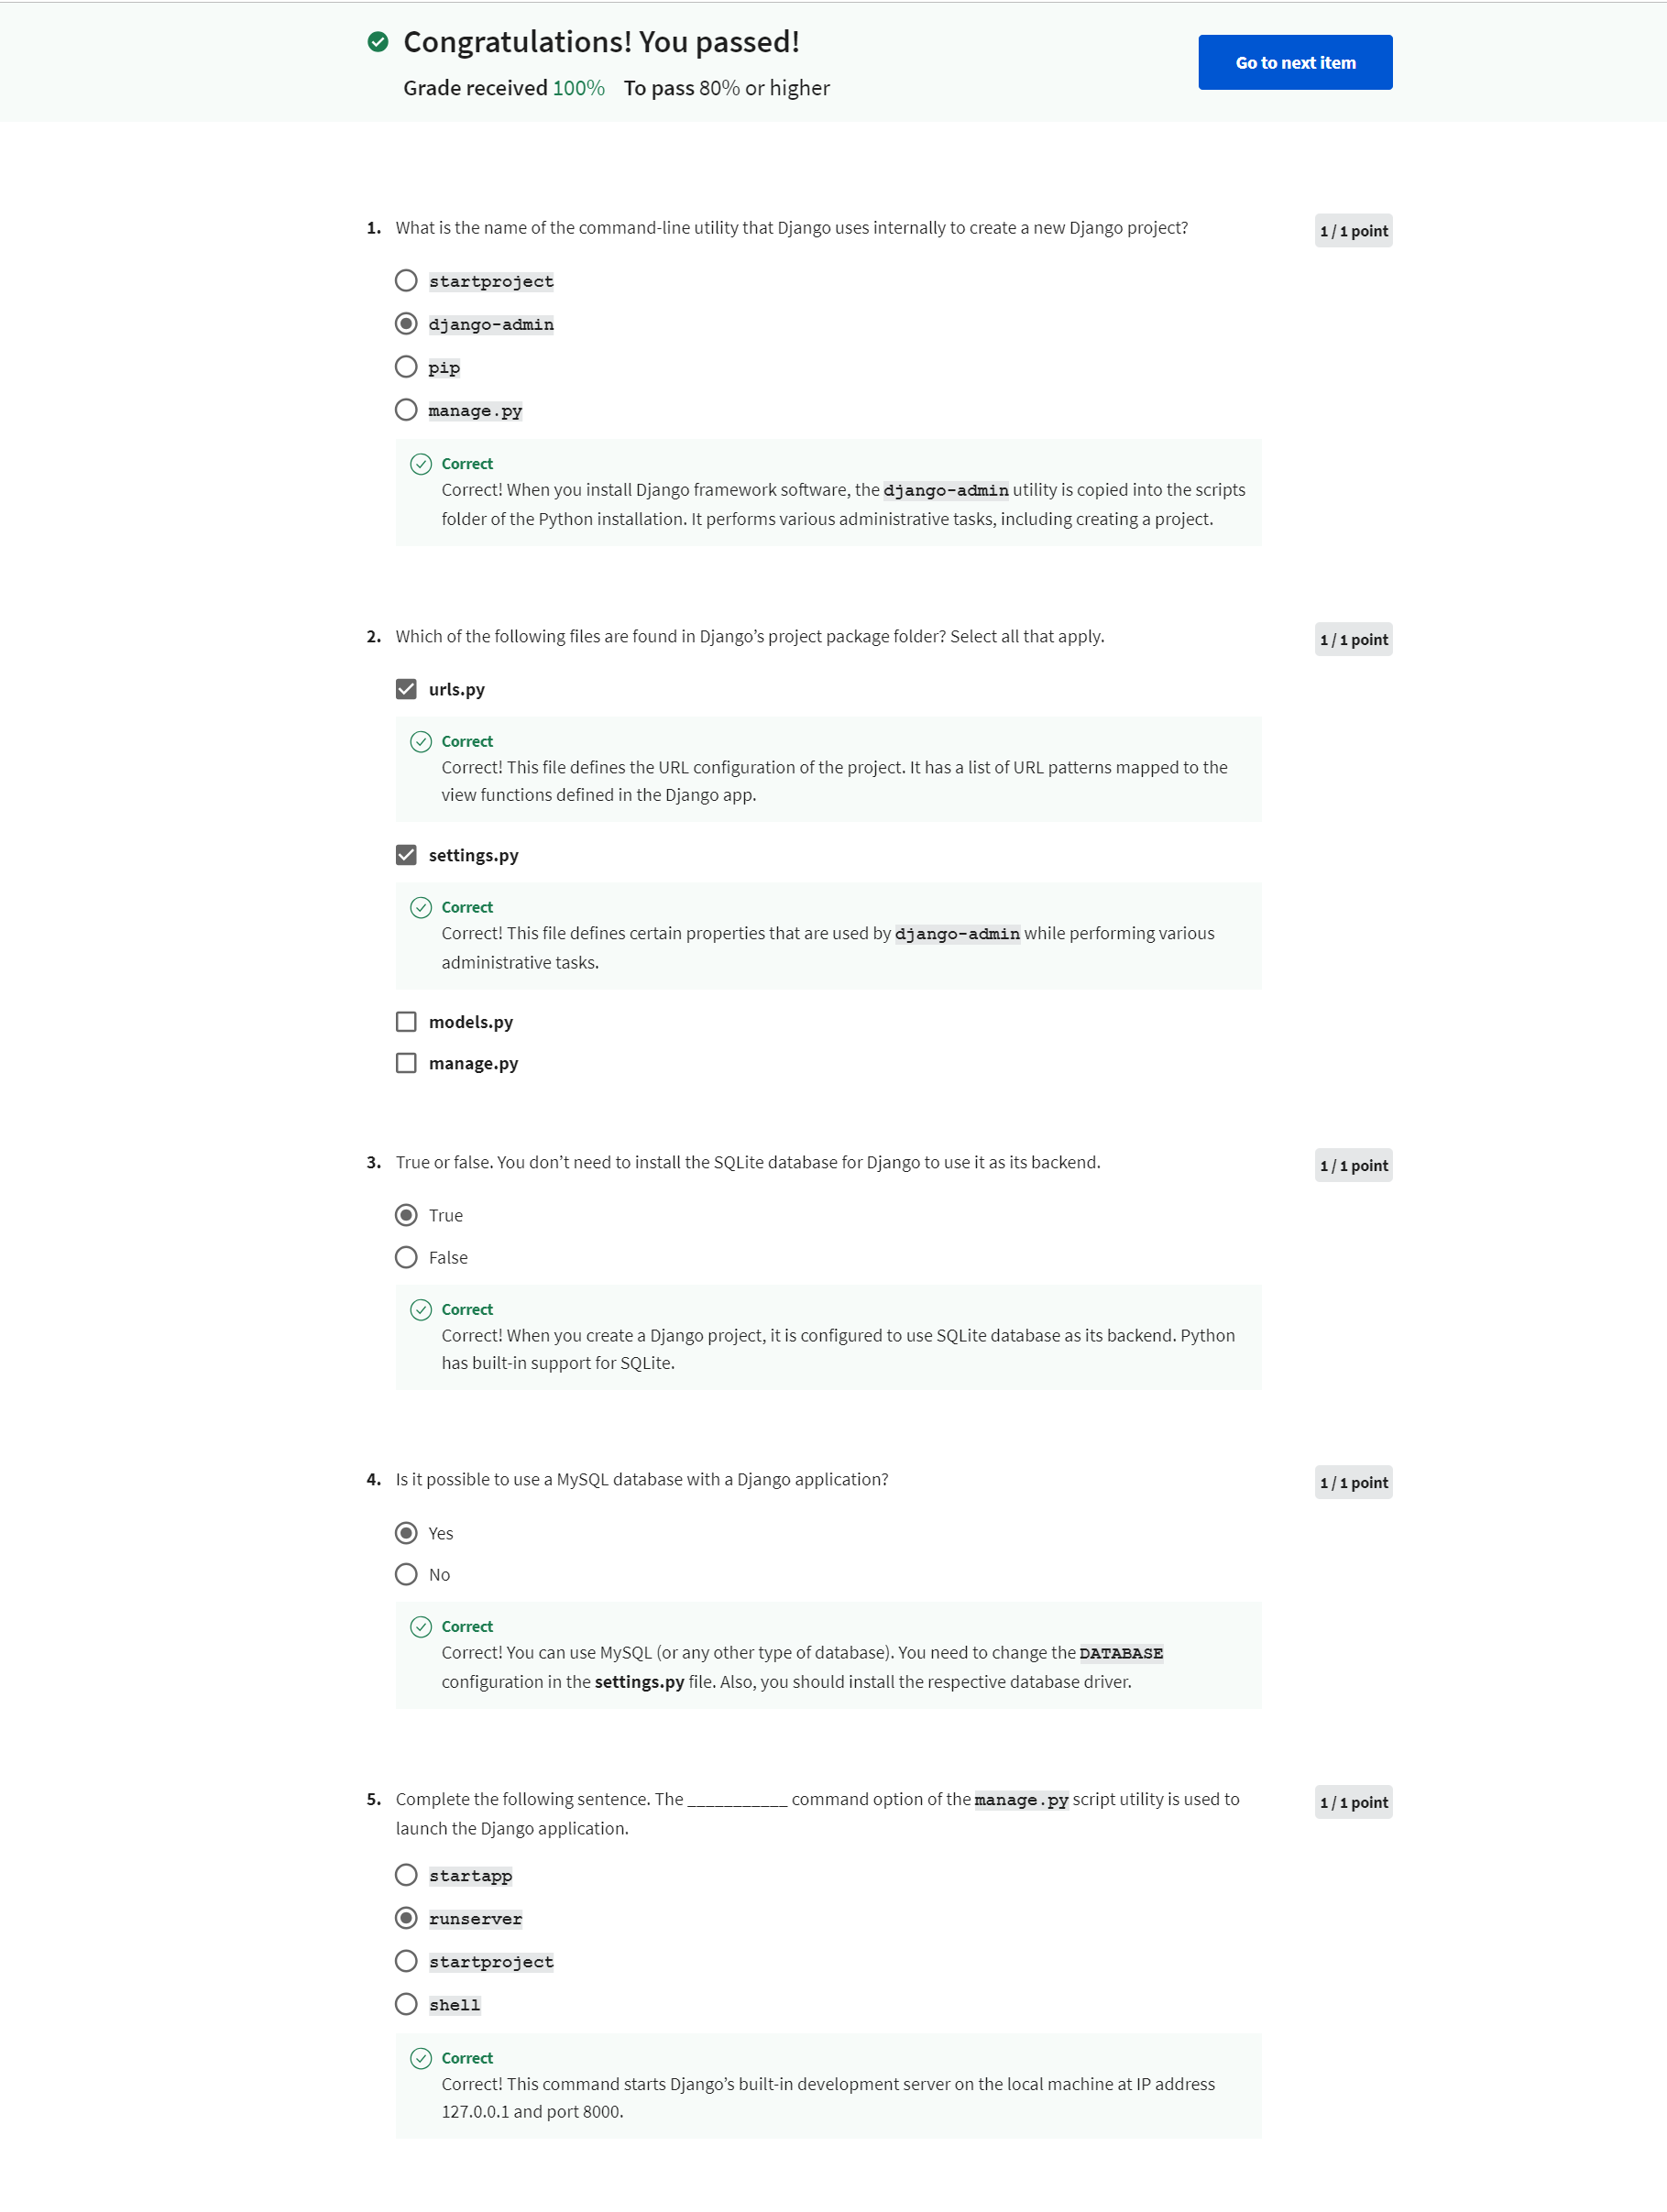 Congratulations! You passed!
Go to next item
Grade received 100% To pass 80% or higher
1. What is the name of the command-line utility that Django uses internally to create a new Django project?
1 / 1 point
startproject
django-admin
pip
manage.py
Correct
Correct! When you install Django framework software, the django-admin utility is copied into the scripts
folder of the Python installation. It performs various administrative tasks, including creating a project.
2. Which of the following files are found in Django’s project package folder? Select all that apply.
1 / 1 point
urls.py
Correct
Correct! This file defines the URL configuration of the project. It has a list of URL patterns mapped to the
view functions defined in the Django app.
settings.py
Correct
Correct! This file defines certain properties that are used by django-admin while performing various
administrative tasks.
models.py
manage.py
3. True or false. You don’t need to install the SQLite database for Django to use it as its backend.
1 / 1 point
True
False
Correct
Correct! When you create a Django project, it is configured to use SQLite database as its backend. Python
has built-in support for SQLite.
4. Is it possible to use a MySQL database with a Django application?
1 / 1 point
Yes
No
Correct
Correct! You can use MySQL (or any other type of database). You need to change the DATABASE
configuration in the settings.py file. Also, you should install the respective database driver.
5. Complete the following sentence. The ___________ command option of the manage.py script utility is used to
1 / 1 point
launch the Django application.
startapp
runserver
startproject
shell
Correct
Correct! This command starts Django’s built-in development server on the local machine at IP address
127.0.0.1 and port 8000.